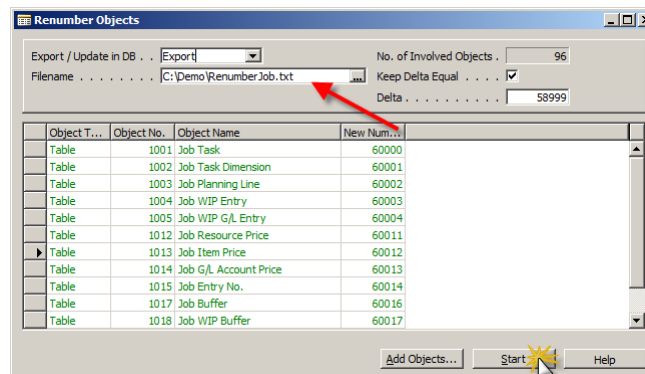 Renumber Objects
Export / Update in DB . . Export No. of Involved Objects . 96
Filename . . . . . . . . C:\Demo\RenumberJob.txt ... Keep Delta Equal . . . .
Delta . . . . . . . . . . 58999
Object T... Object No. Object Name New Num...
Table 1001 Job Task 60000
Table 1002 Job Task Dimension 60001
Table 1003 Job Planning Line 60002
Table 1004 Job WIP Entry 60003
Table 1005 Job WIP G/L Entry 60004
Table 1012 Job Resource Price 60011
Table 1013 Job Item Price 60012
Table 1014 Job G/L Account Price 60013
Table 1015 Job Entry No. 60014
Table 1017 Job Buffer 60016
Table 1018 Job WIP Buffer 60017
Add Objects... Start Help